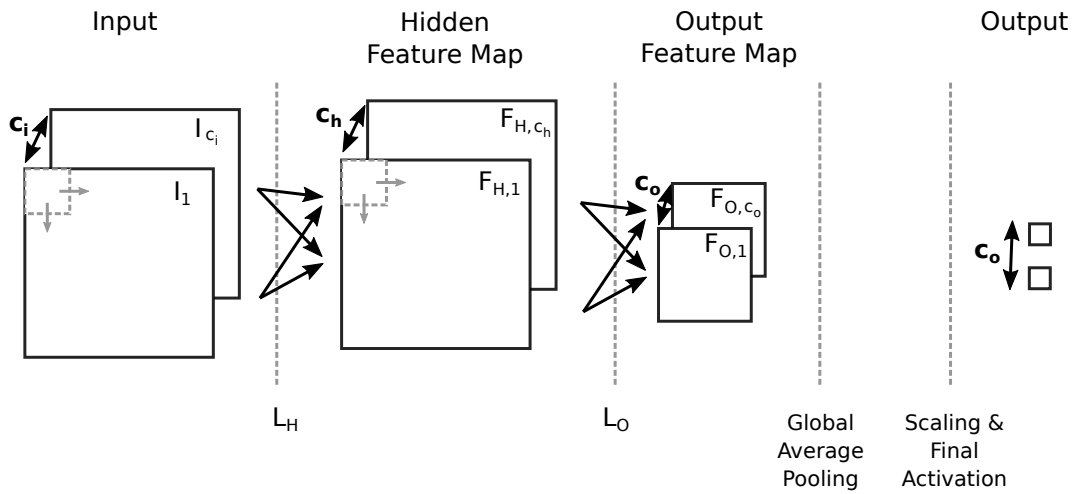 Input
Hidden
Feature Map
Output
Feature Map
Output
c_i
I_{c_i}
I_1
c_h
F_{H,c_h}
F_{H,1}
c_o
F_{O,c_o}
F_{O,1}
c_o
L_H
L_O
Global
Average
Pooling
Scaling &
Final
Activation